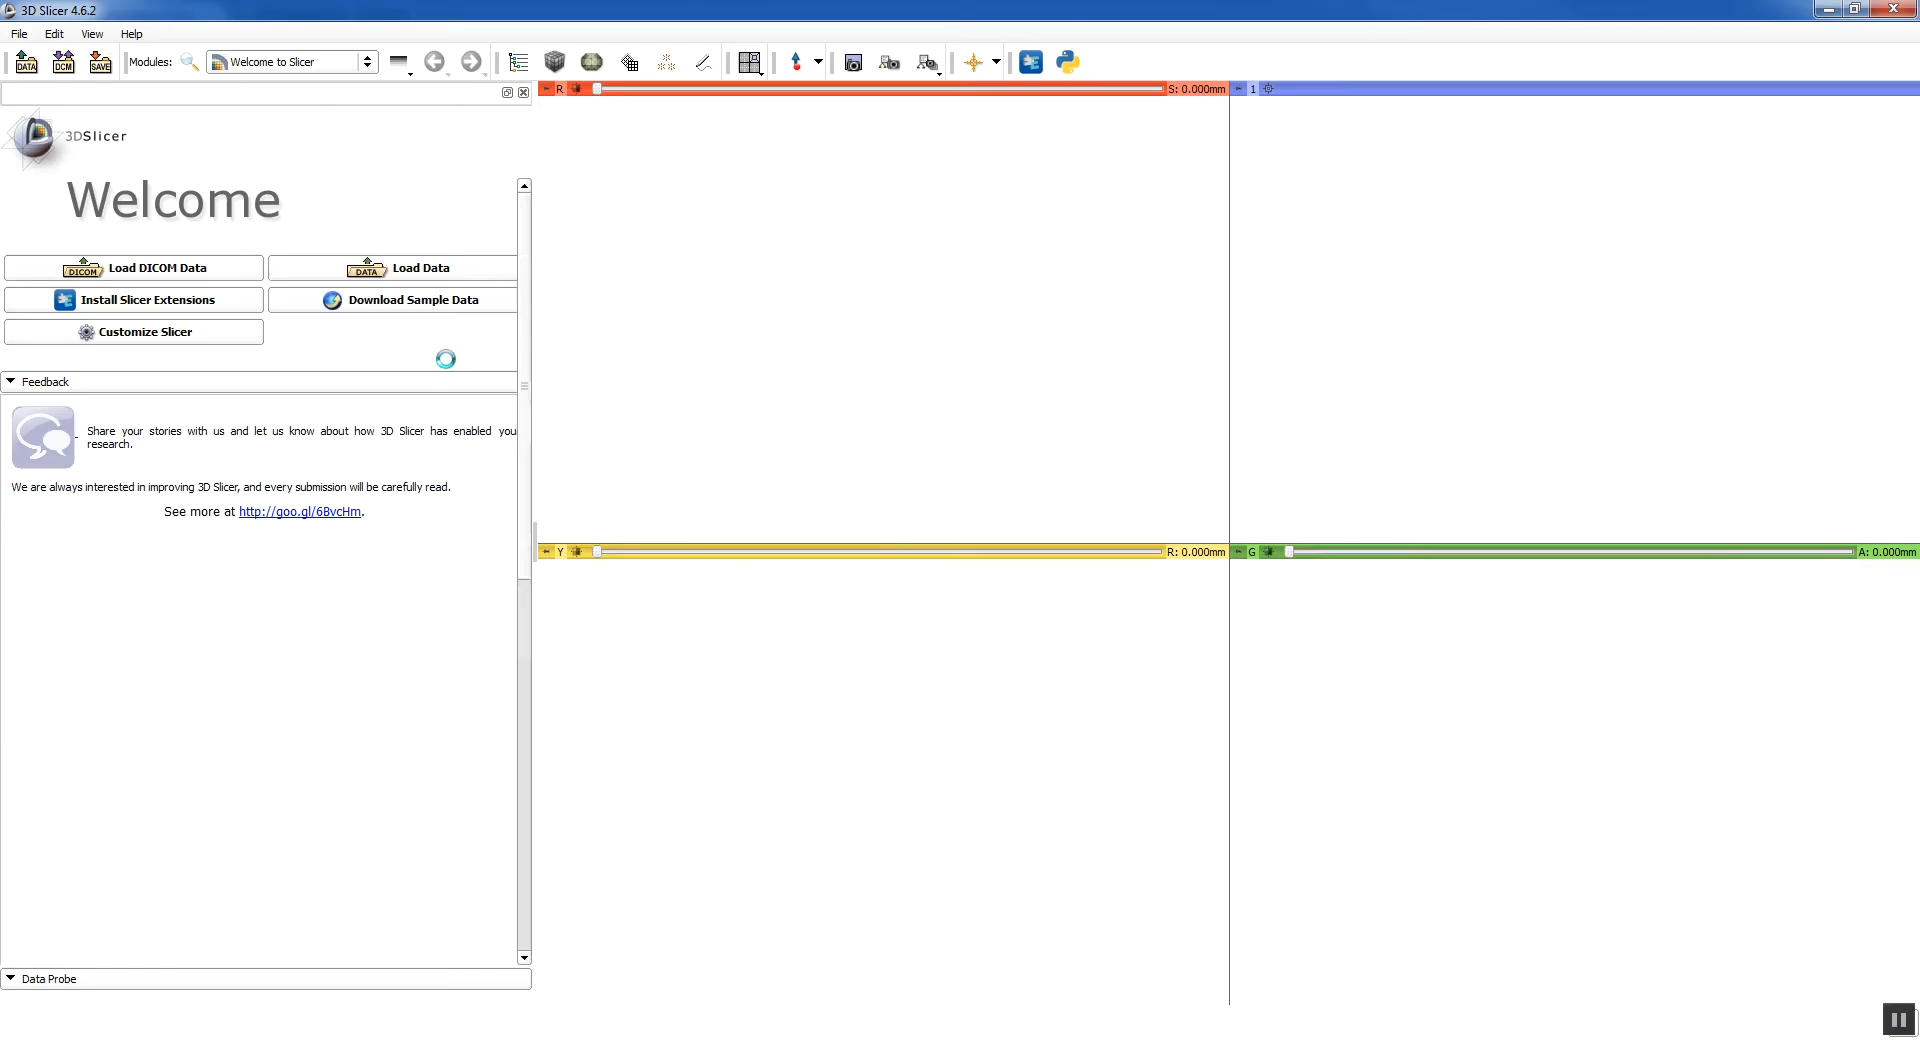 3D Slicer 4.6.2
File Edit View Help
DATA DCM SAVE Modules: Welcome to Slicer
R S: 0.000mm 1
3DSlicer
Welcome
DICOM Load DICOM Data DATA Load Data
Install Slicer Extensions Download Sample Data
Customize Slicer
Feedback
Share your stories with us and let us know about how 3D Slicer has enabled you
research.
We are always interested in improving 3D Slicer, and every submission will be carefully read.
See more at http://goo.gl/6BvcHm.
Y R: 0.000mm G A: 0.000mm
Data Probe